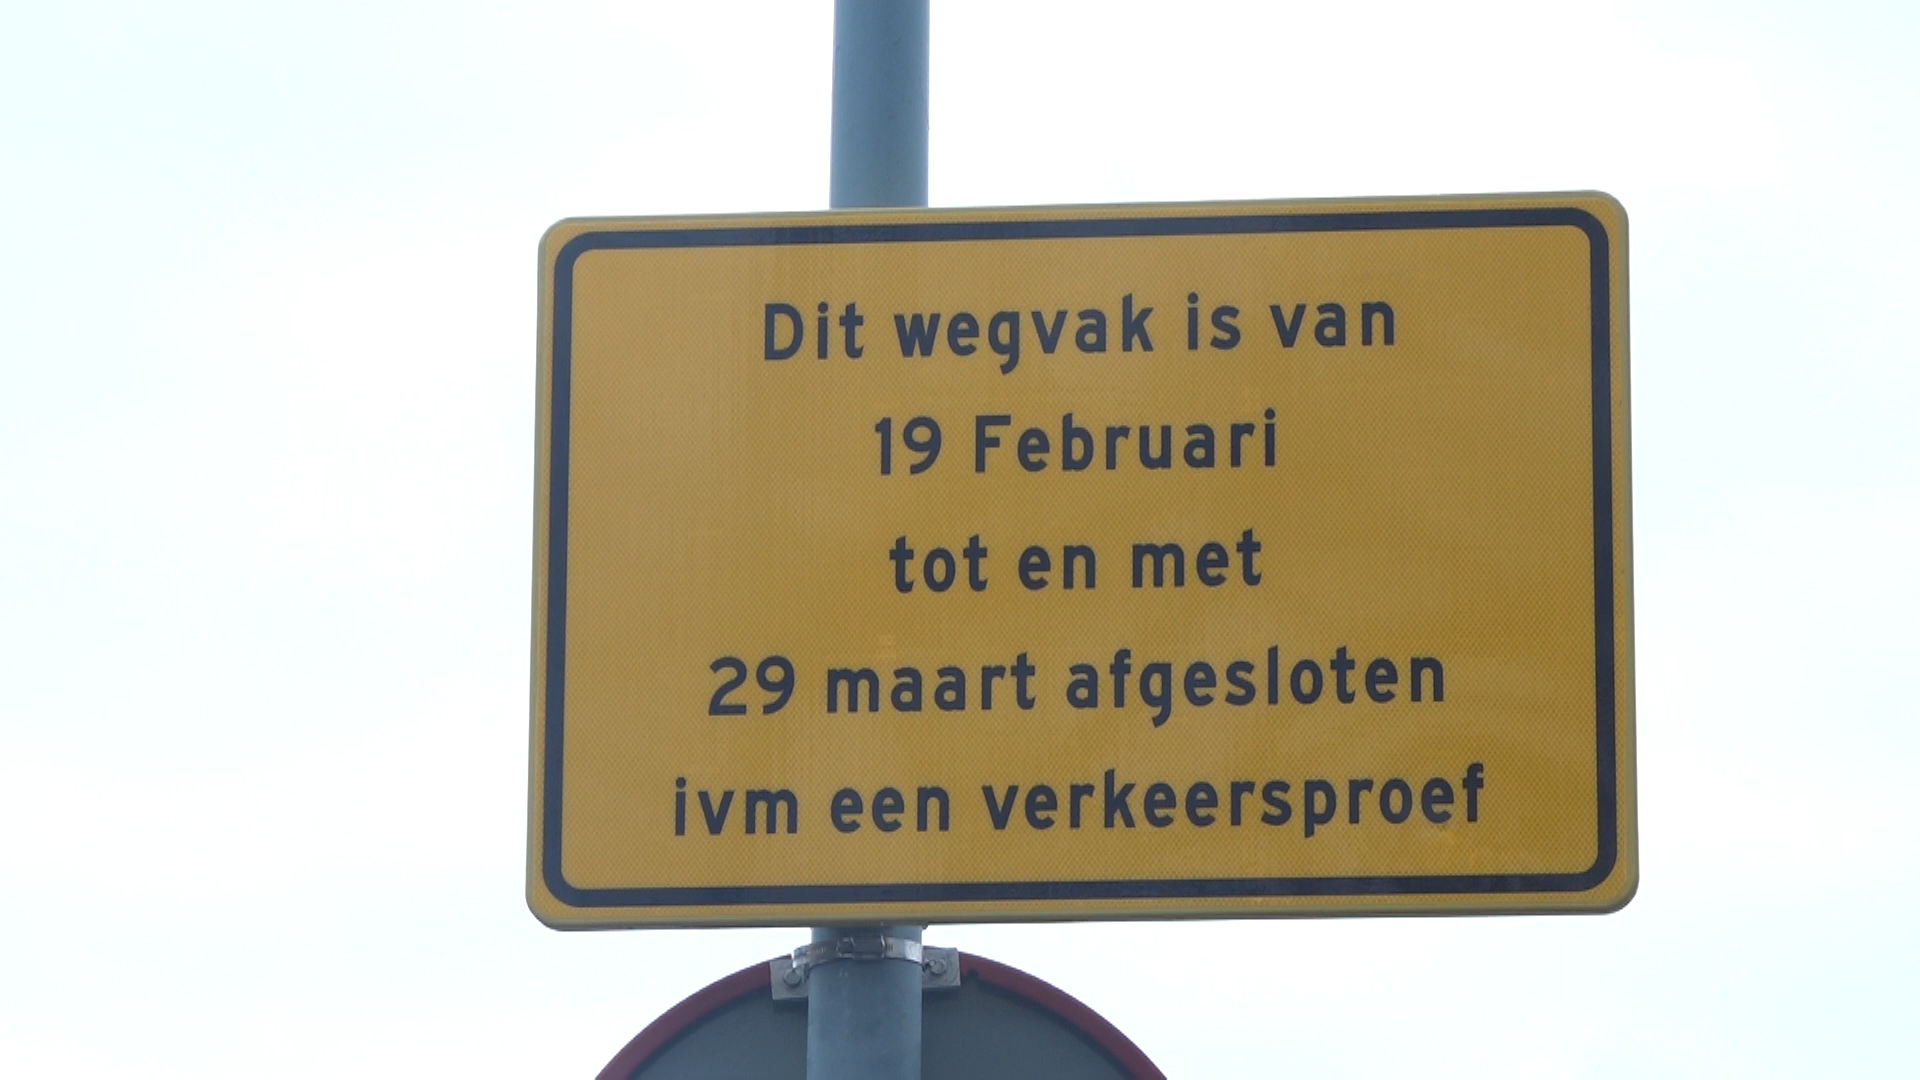 Dit wegvak is van
19 Februari
tot en met
29 maart afgesloten
ivm een verkeersproef